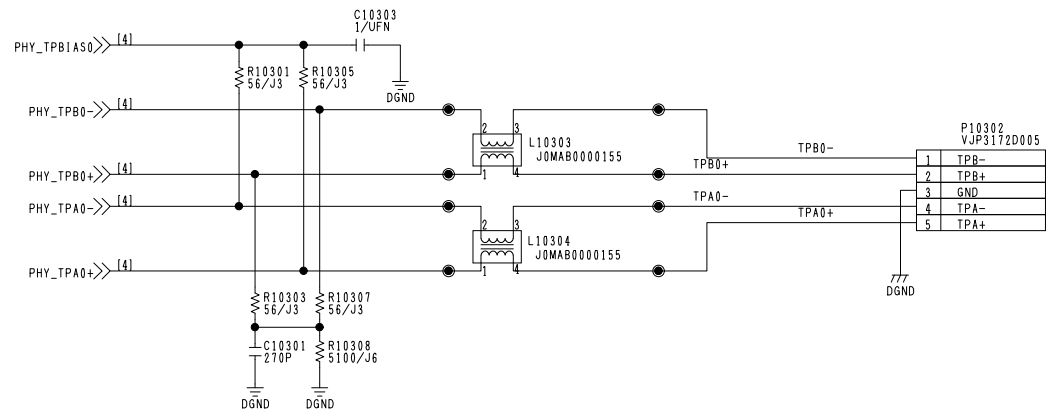 C10303
1/UFN
PHY_TPBIAS0 [4]
R10301
56/J3
R10305
56/J3
DGND
PHY_TPB0- [4]
2 3
L10303
J0MAB0000155
1 4
TPB0-
P10302
VJP3172D005
1 TPB-
2 TPB+
3 GND
4 TPA-
5 TPA+
PHY_TPB0+ [4]
TPB0+
PHY_TPA0- [4]
TPA0-
TPA0+
2 3
L10304
J0MAB0000155
1 4
PHY_TPA0+ [4]
DGND
R10303
56/J3
R10307
56/J3
C10301
270P
R10308
5100/J6
DGND
DGND